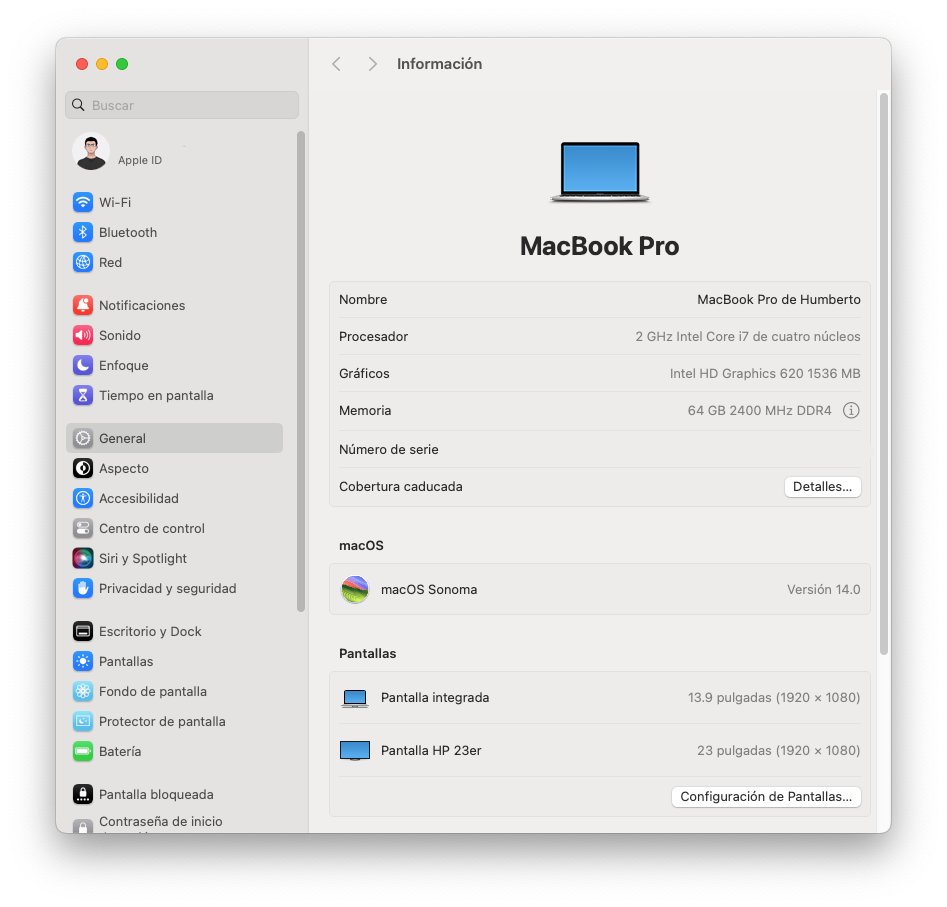 Información
Buscar
Apple ID
Wi-Fi
Bluetooth
Red
Notificaciones
Sonido
Enfoque
Tiempo en pantalla
General
Aspecto
Accesibilidad
Centro de control
Siri y Spotlight
Privacidad y seguridad
Escritorio y Dock
Pantallas
Fondo de pantalla
Protector de pantalla
Batería
Pantalla bloqueada
Contraseña de inicio
MacBook Pro
Nombre MacBook Pro de Humberto
Procesador 2 GHz Intel Core i7 de cuatro núcleos
Gráficos Intel HD Graphics 620 1536 MB
Memoria 64 GB 2400 MHz DDR4
Número de serie
Cobertura caducada Detalles...
macOS
macOS Sonoma Versión 14.0
Pantallas
Pantalla integrada 13.9 pulgadas (1920 × 1080)
Pantalla HP 23er 23 pulgadas (1920 × 1080)
Configuración de Pantallas...